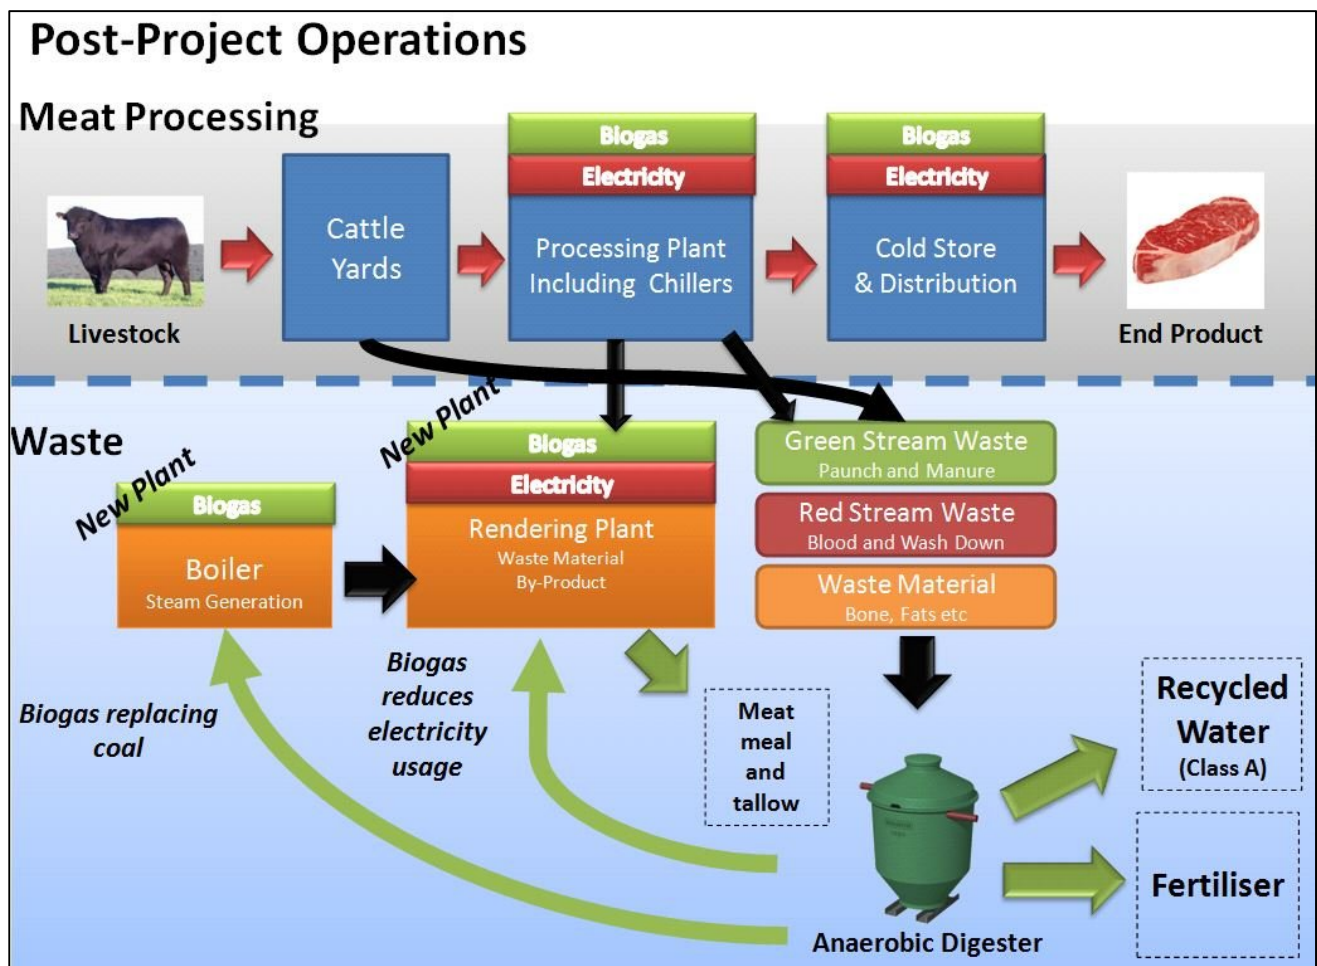 Post-Project Operations
Meat Processing
Biogas
Electricity
Biogas
Electricity
Cattle
Yards
Processing Plant
Including Chillers
Cold Store
& Distribution
Livestock
End Product
Waste
New Plant
Biogas
Boiler
Steam Generation
New Plant
Biogas
Electricity
Rendering Plant
Waste Material
By-Product
Green Stream Waste
Paunch and Manure
Red Stream Waste
Blood and Wash Down
Waste Material
Bone, Fats etc
Biogas replacing
coal
Biogas
reduces
electricity
usage
Meat
meal
and
tallow
Recycled
Water
(Class A)
Fertiliser
Anaerobic Digester